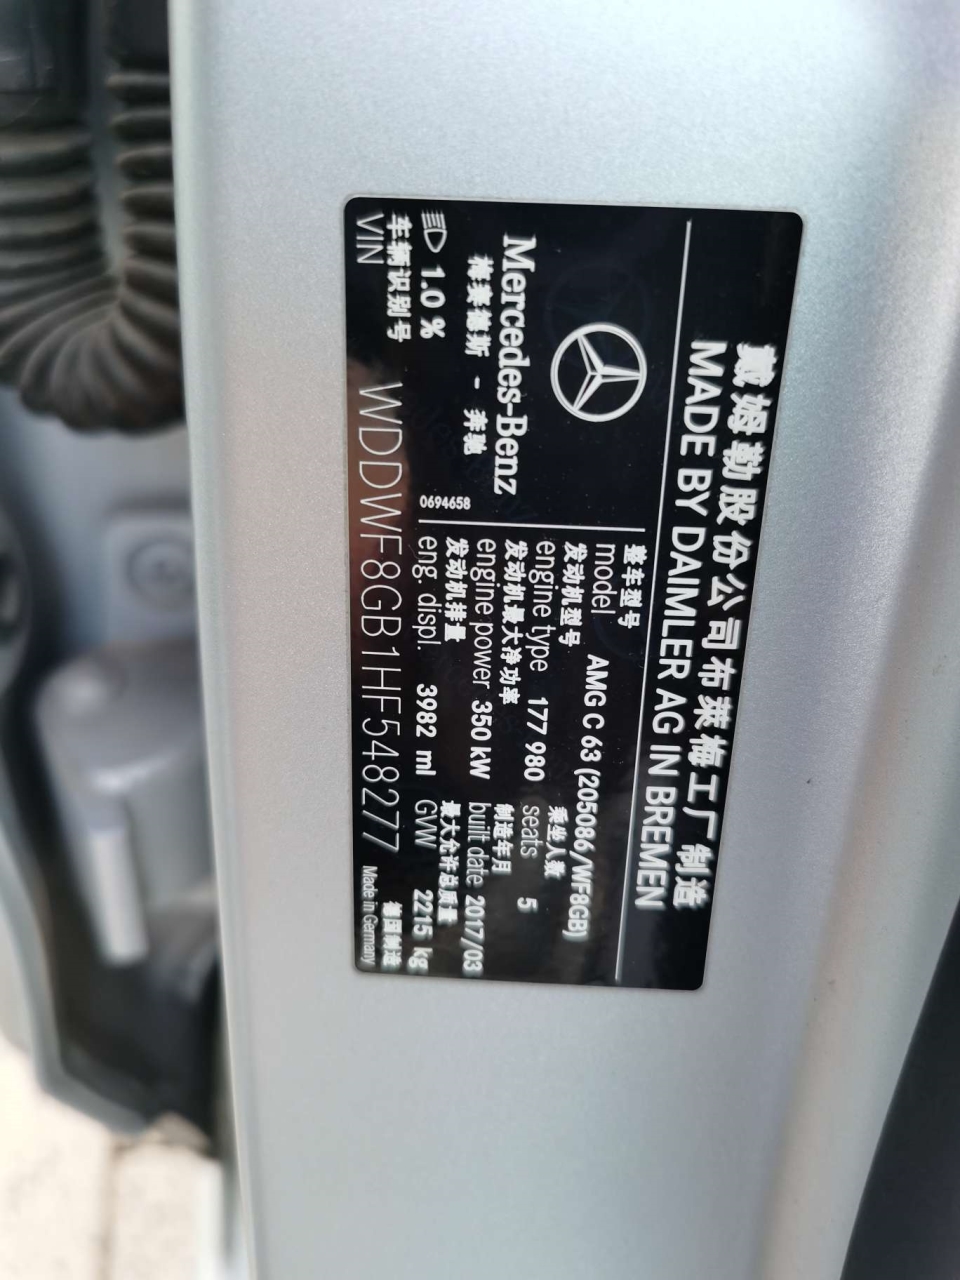 戴姆勒股份公司布莱梅工厂制造
MADE BY DAIMLER AG IN BREMEN
Mercedes-Benz
梅赛德斯 - 奔驰
1.0 %
0694658
整车型号
model AMG C 63 (205086/WF8GB)
发动机型号 乘坐人数
engine type 177 980 seats 5
发动机最大净功率 制造年月
engine power 350 kW built date 2017/03
发动机排量 最大允许总质量
eng. displ. 3982 ml GVW 2215 kg
车辆识别号 德国制造
VIN WDDWF8GB1HF548277 Made in Germany